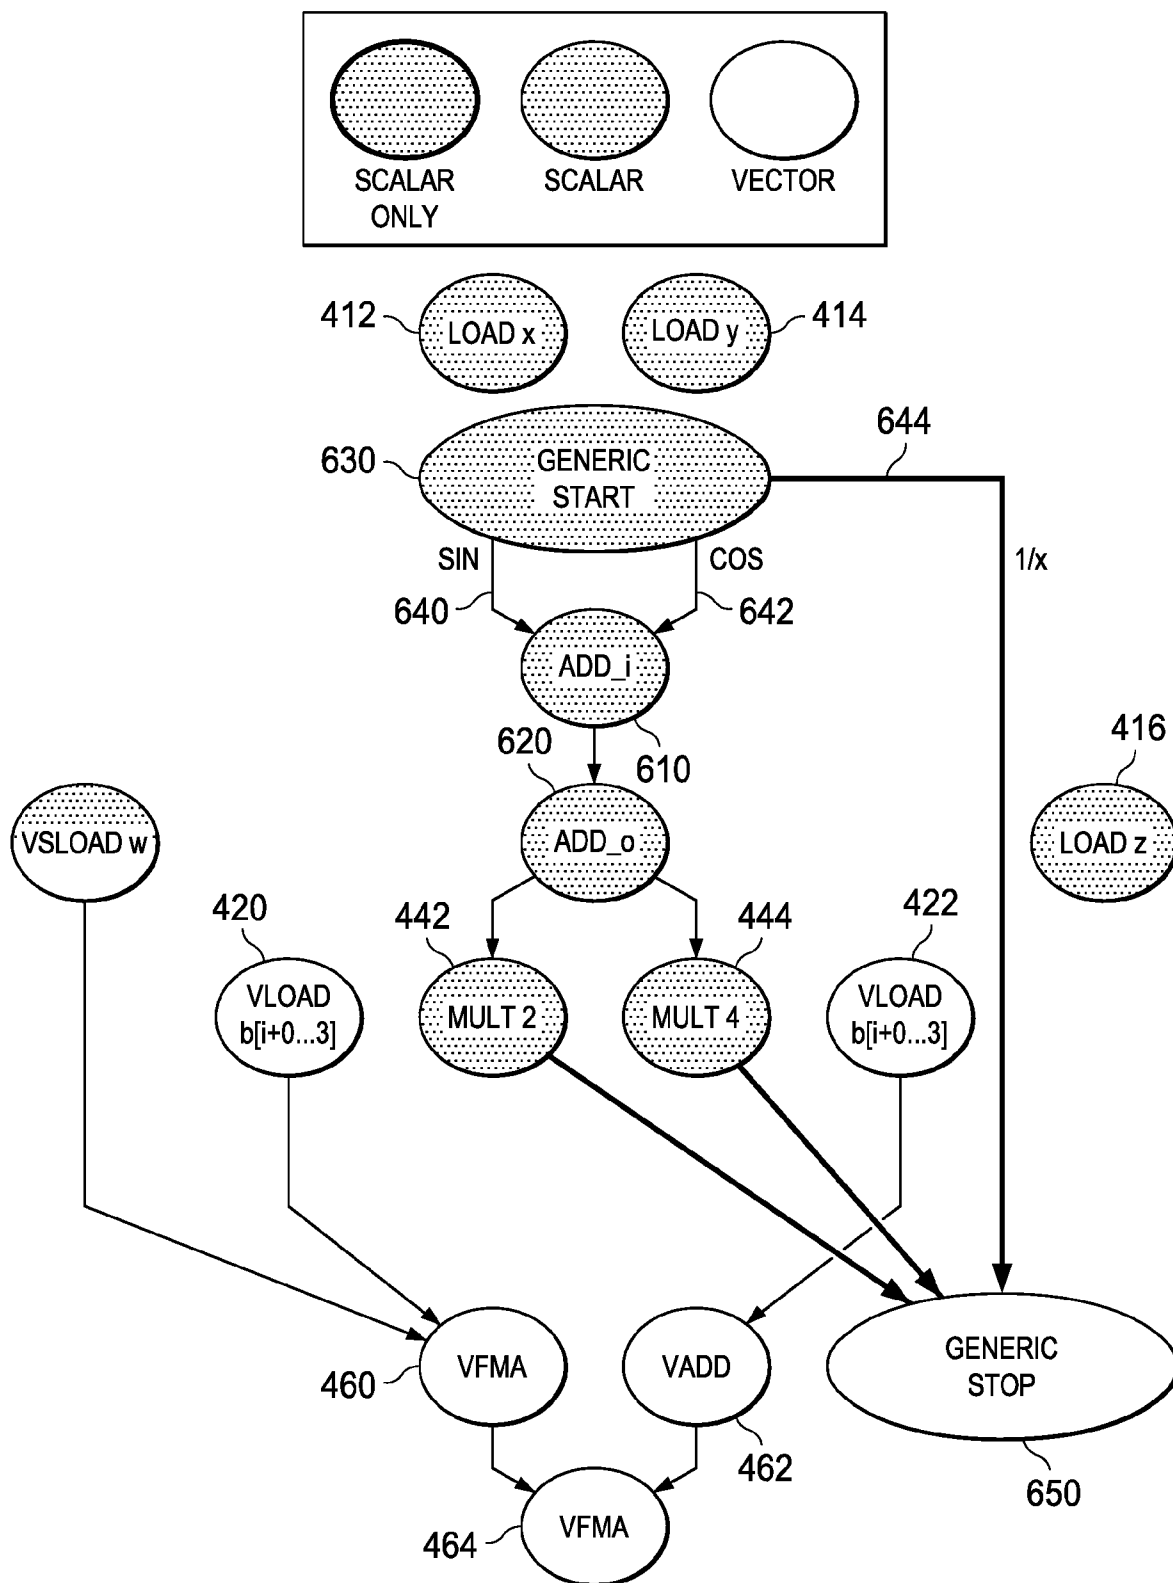 SCALAR
ONLY
SCALAR
VECTOR
412
LOAD x
LOAD y
414
644
630
GENERIC
START
SIN
COS
1/x
640
642
ADD_i
620
610
416
VSLOAD w
ADD_o
LOAD z
420
442
444
422
VLOAD
b[i+0...3]
MULT 2
MULT 4
VLOAD
b[i+0...3]
460
VFMA
VADD
GENERIC
STOP
462
650
464
VFMA